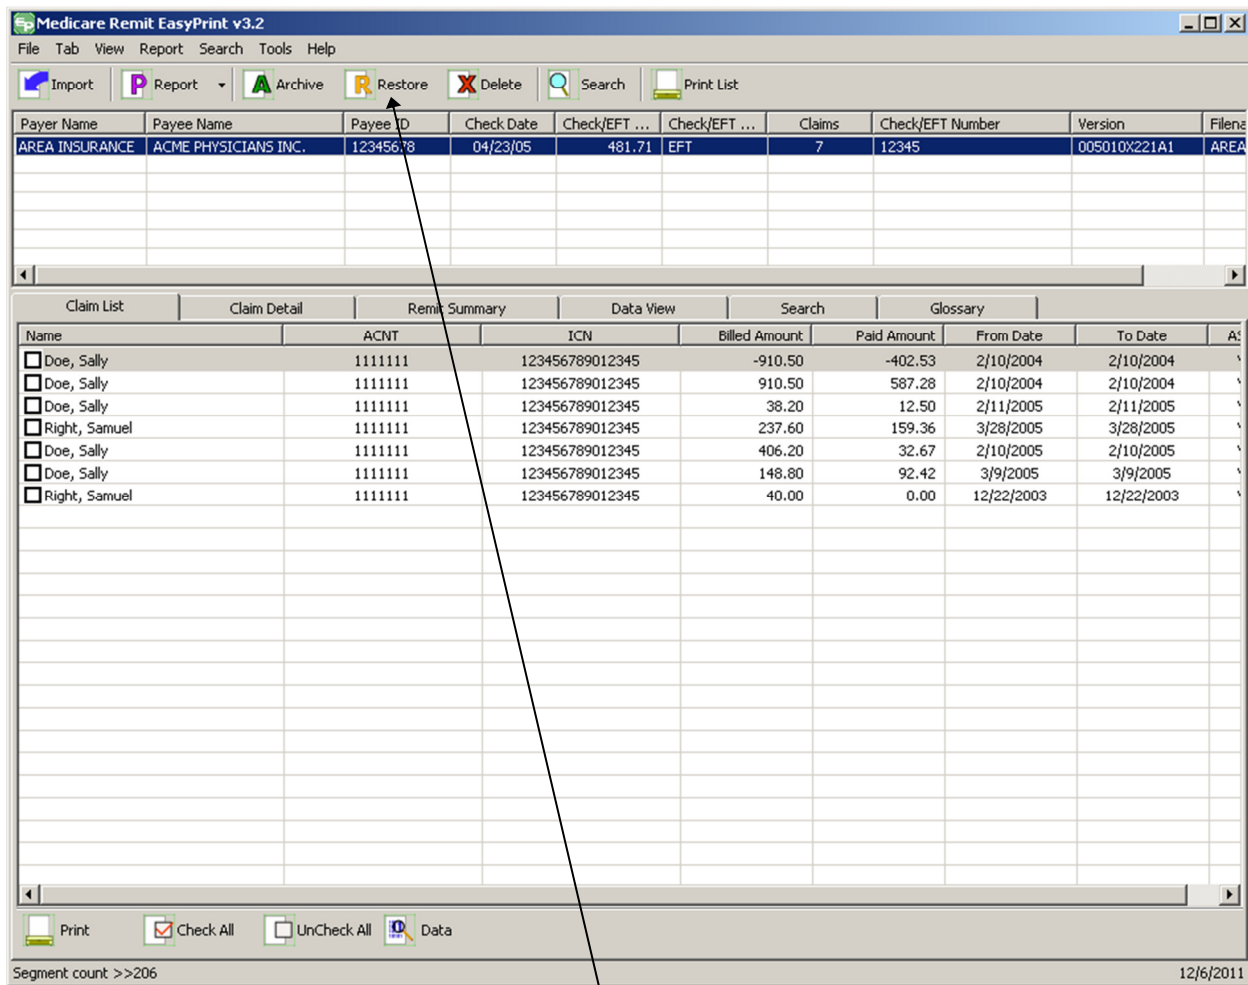 Medicare Remit EasyPrint v3.2
File Tab View Report Search Tools Help
Import P Report A Archive R Restore X Delete Search Print List
Payer Name Payee Name Payee ID Check Date Check/EFT ... Check/EFT ... Claims Check/EFT Number Version Filena
AREA INSURANCE ACME PHYSICIANS INC. 12345678 04/23/05 481.71 EFT 7 12345 005010X221A1 AREA
Claim List Claim Detail Remit Summary Data View Search Glossary
Name ACNT ICN Billed Amount Paid Amount From Date To Date AS
Doe, Sally 1111111 123456789012345 -910.50 -402.53 2/10/2004 2/10/2004
Doe, Sally 1111111 123456789012345 910.50 587.28 2/10/2004 2/10/2004
Doe, Sally 1111111 123456789012345 38.20 12.50 2/11/2005 2/11/2005
Right, Samuel 1111111 123456789012345 237.60 159.36 3/28/2005 3/28/2005
Doe, Sally 1111111 123456789012345 406.20 32.67 2/10/2005 2/10/2005
Doe, Sally 1111111 123456789012345 148.80 92.42 3/9/2005 3/9/2005
Right, Samuel 1111111 123456789012345 40.00 0.00 12/22/2003 12/22/2003
Print Check All UnCheck All Data
Segment count >>206 12/6/2011